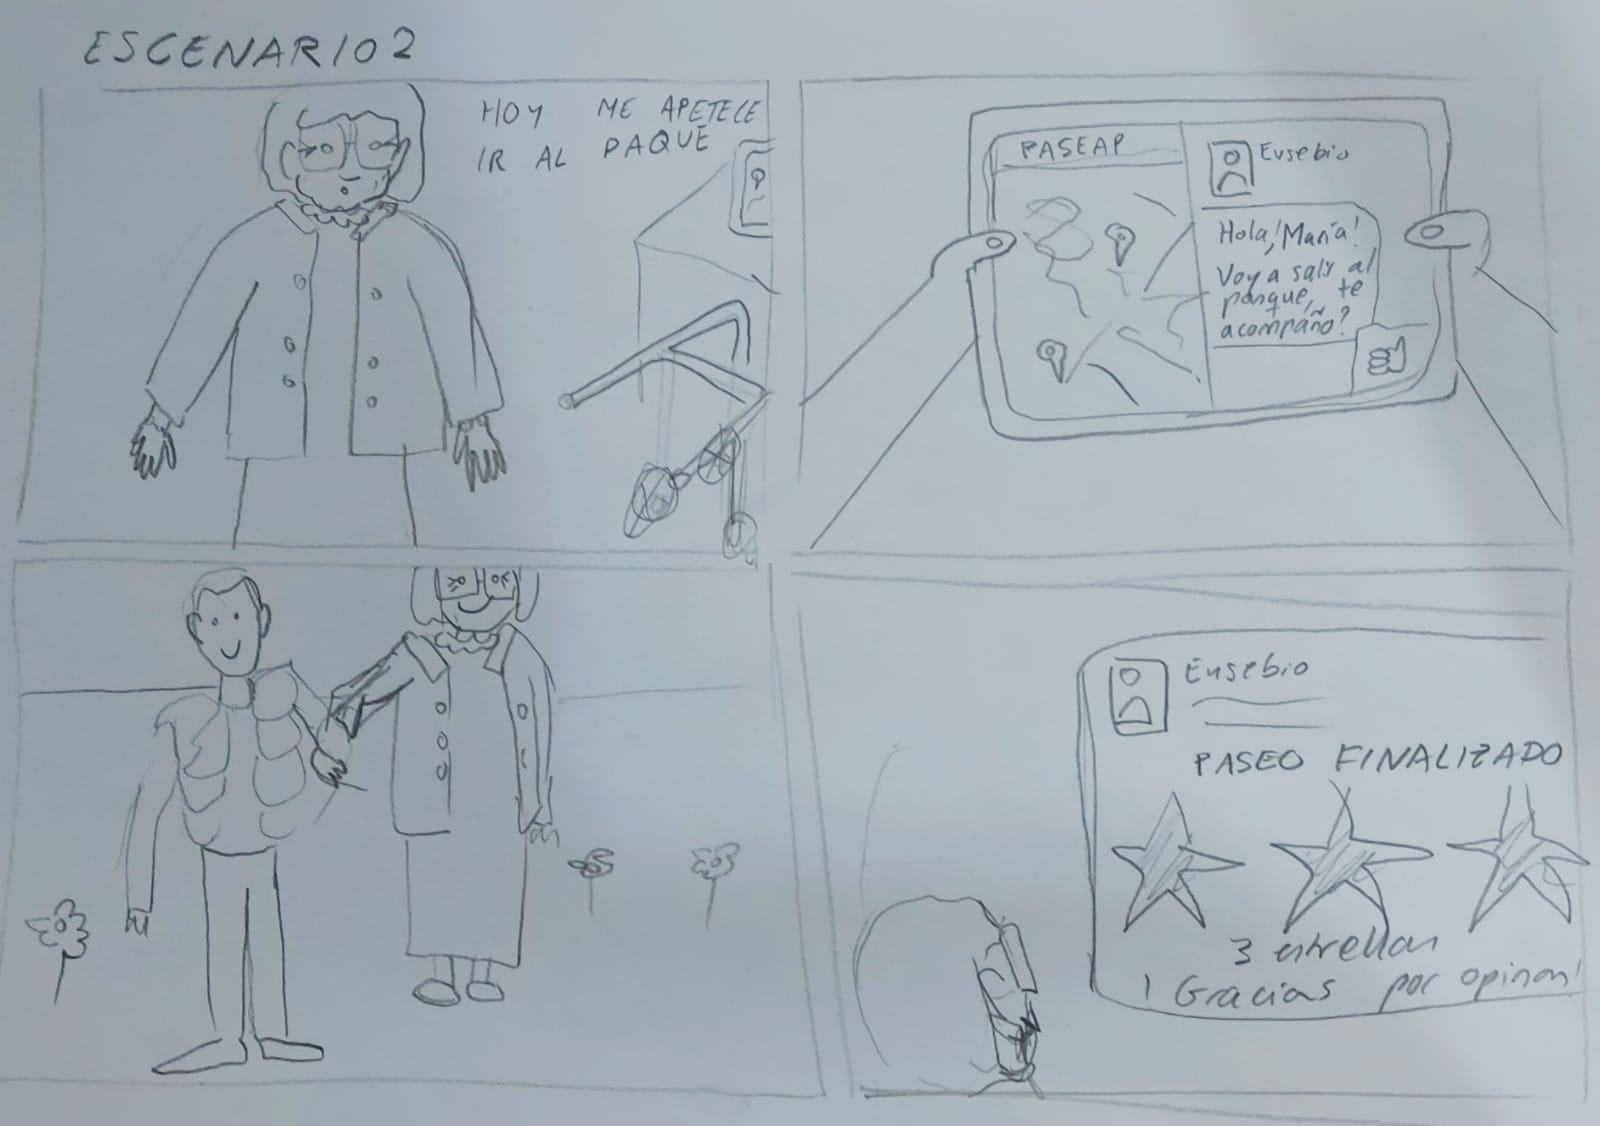 ESCENARIO 2
HOY ME APETECE
IR AL PAQUE
PASEAP
Eusebio
Hola, María!
Voy a salir al
parque, te
acompaño?
Eusebio
PASEO FINALIZADO
3 estrellas
¡Gracias por opinar!